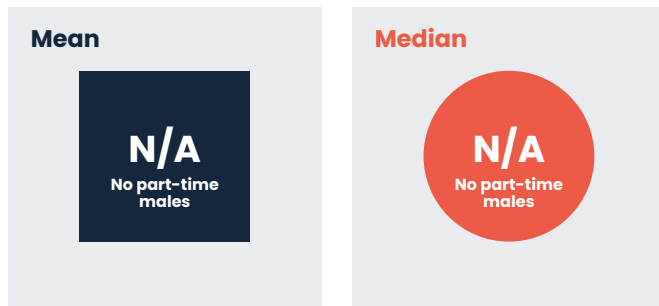 Mean
N/A
No part-time
males
Median
N/A
No part-time
males